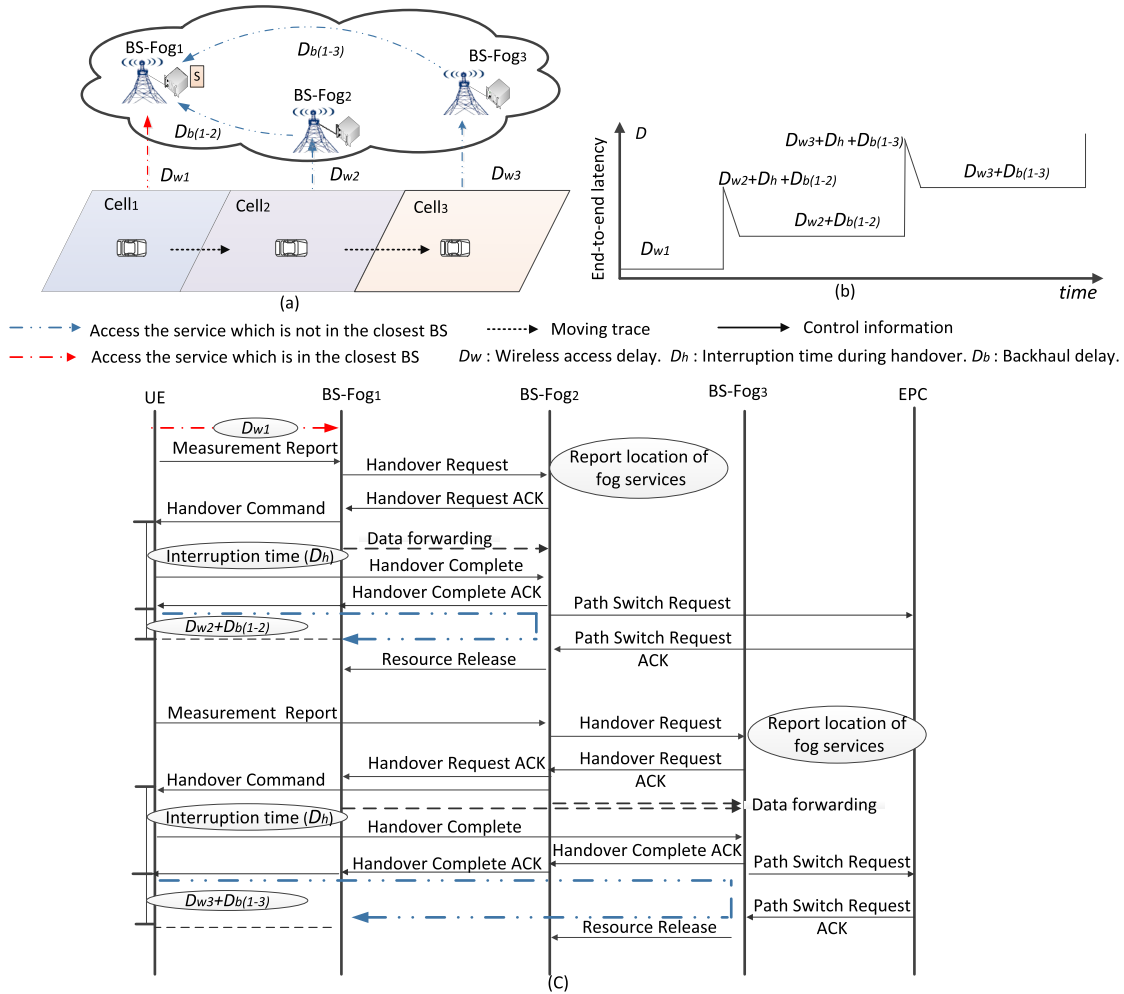 BS-Fog1
S
Db(1-3)
BS-Fog3
BS-Fog2
Db(1-2)
Dw1
Dw2
Dw3
Cell1
Cell2
Cell3
(a)
End-to-end latency
D
Dw3+Dh +Db(1-3)
Dw2+Dh +Db(1-2)
Dw3+Db(1-3)
Dw2+Db(1-2)
Dw1
time
(b)
Access the service which is not in the closest BS
Moving trace
Control information
Access the service which is in the closest BS
Dw : Wireless access delay. Dh : Interruption time during handover. Db : Backhaul delay.
UE
BS-Fog1
BS-Fog2
BS-Fog3
EPC
Dw1
Measurement Report
Handover Request
Report location of
fog services
Handover Request ACK
Handover Command
Data forwarding
Interruption time (Dh)
Handover Complete
Handover Complete ACK
Path Switch Request
Dw2+Db(1-2)
Path Switch Request
ACK
Resource Release
Measurement Report
Handover Request
Report location of
fog services
Handover Request ACK
Handover Request
ACK
Handover Command
Data forwarding
Interruption time (Dh)
Handover Complete
Handover Complete ACK
Handover Complete ACK
Path Switch Request
Dw3+Db(1-3)
Path Switch Request
ACK
Resource Release
(C)